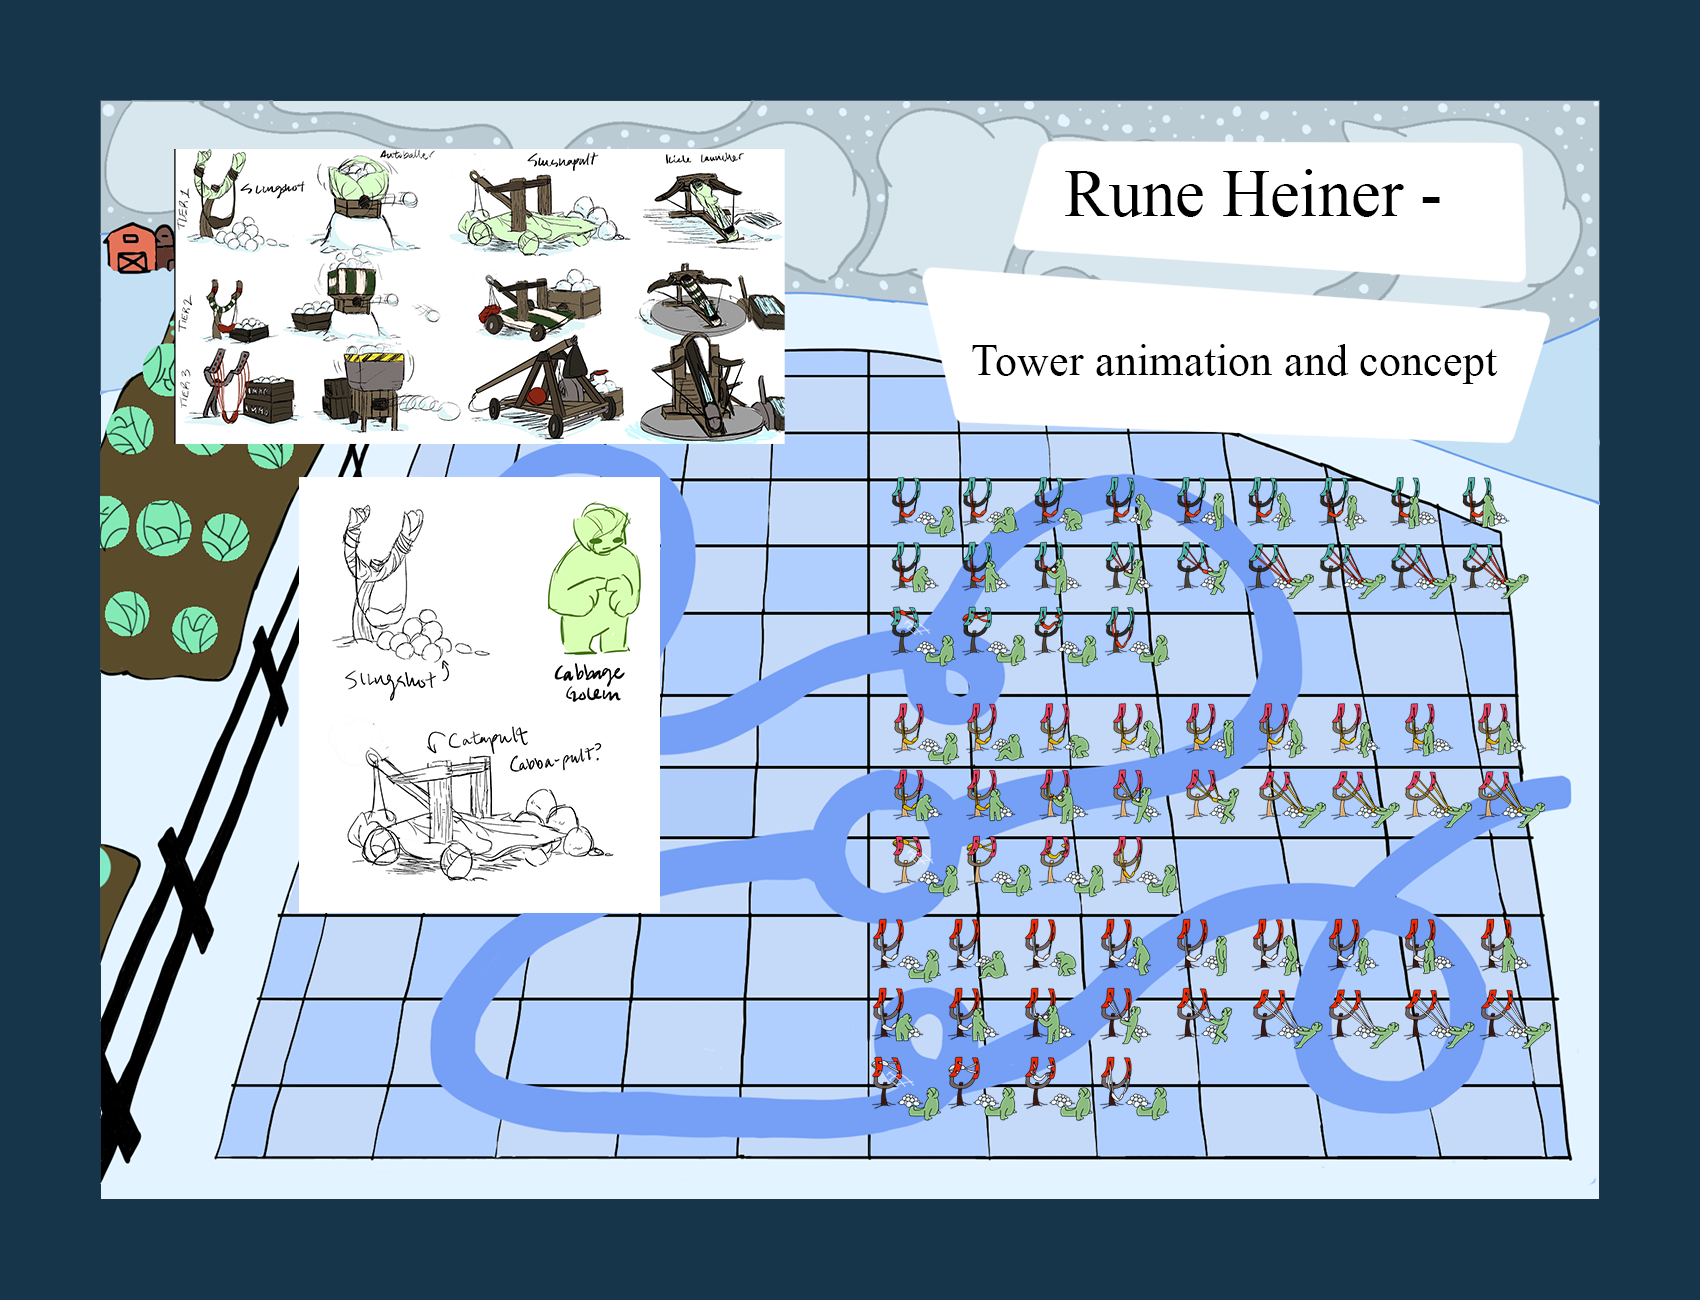 Rune Heiner -
Tower animation and concept
TIER 1
Slingshot
Autoballer
Slushapult
Icicle Launcher
TIER 2
TIER 3
Slingshot
Cabbage
Golem
Catapult
Cabba-pult?